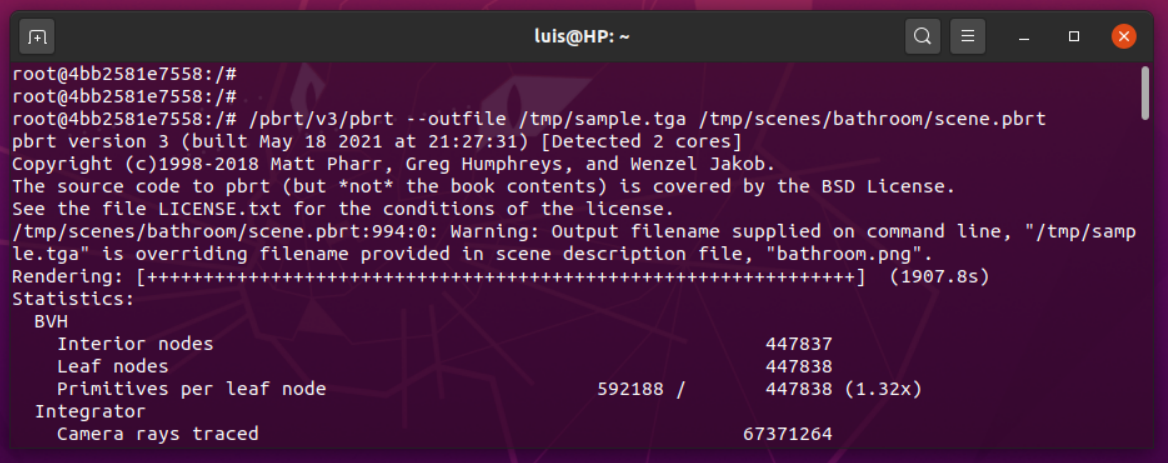 luis@HP: ~
root@4bb2581e7558:/#
root@4bb2581e7558:/#
root@4bb2581e7558:/# /pbrt/v3/pbrt --outfile /tmp/sample.tga /tmp/scenes/bathroom/scene.pbrt
pbrt version 3 (built May 18 2021 at 21:27:31) [Detected 2 cores]
Copyright (c)1998-2018 Matt Pharr, Greg Humphreys, and Wenzel Jakob.
The source code to pbrt (but *not* the book contents) is covered by the BSD License.
See the file LICENSE.txt for the conditions of the license.
/tmp/scenes/bathroom/scene.pbrt:994:0: Warning: Output filename supplied on command line, "/tmp/samp
le.tga" is overriding filename provided in scene description file, "bathroom.png".
Rendering: [+++++++++++++++++++++++++++++++++++++++++++++++++++++++++++++++]  (1907.8s)
Statistics:
  BVH
    Interior nodes                                                 447837
    Leaf nodes                                                     447838
    Primitives per leaf node                        592188 /       447838 (1.32x)
  Integrator
    Camera rays traced                                           67371264